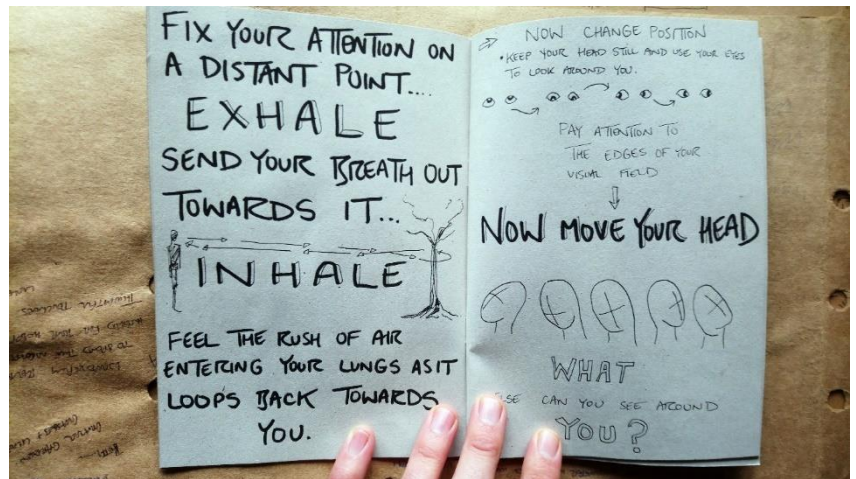 FIX YOUR ATTENTION ON
A DISTANT POINT....
EXHALE
SEND YOUR BREATH OUT
TOWARDS IT...
INHALE
FEEL THE RUSH OF AIR
ENTERING YOUR LUNGS AS IT
LOOPS BACK TOWARDS
YOU.
NOW CHANGE POSITION
• KEEP YOUR HEAD STILL AND USE YOUR EYES
TO LOOK AROUND YOU.
PAY ATTENTION TO
THE EDGES OF YOUR
VISUAL FIELD
NOW MOVE YOUR HEAD
WHAT
CAN YOU SEE AROUND
YOU?